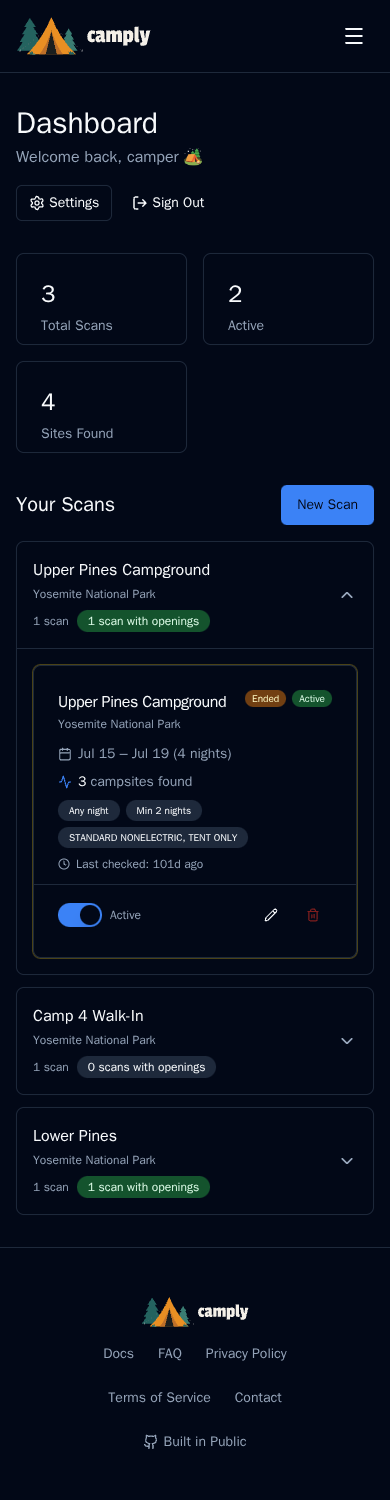 camply
Dashboard
Welcome back, camper 🏕️
Settings
Sign Out
3
Total Scans
2
Active
4
Sites Found
Your Scans
New Scan
Upper Pines Campground
Yosemite National Park
1 scan
1 scan with openings
Upper Pines Campground
Ended
Active
Yosemite National Park
Jul 15 – Jul 19 (4 nights)
3 campsites found
Any night
Min 2 nights
STANDARD NONELECTRIC, TENT ONLY
Last checked: 101d ago
Active
Camp 4 Walk-In
Yosemite National Park
1 scan
0 scans with openings
Lower Pines
Yosemite National Park
1 scan
1 scan with openings
camply
Docs
FAQ
Privacy Policy
Terms of Service
Contact
Built in Public